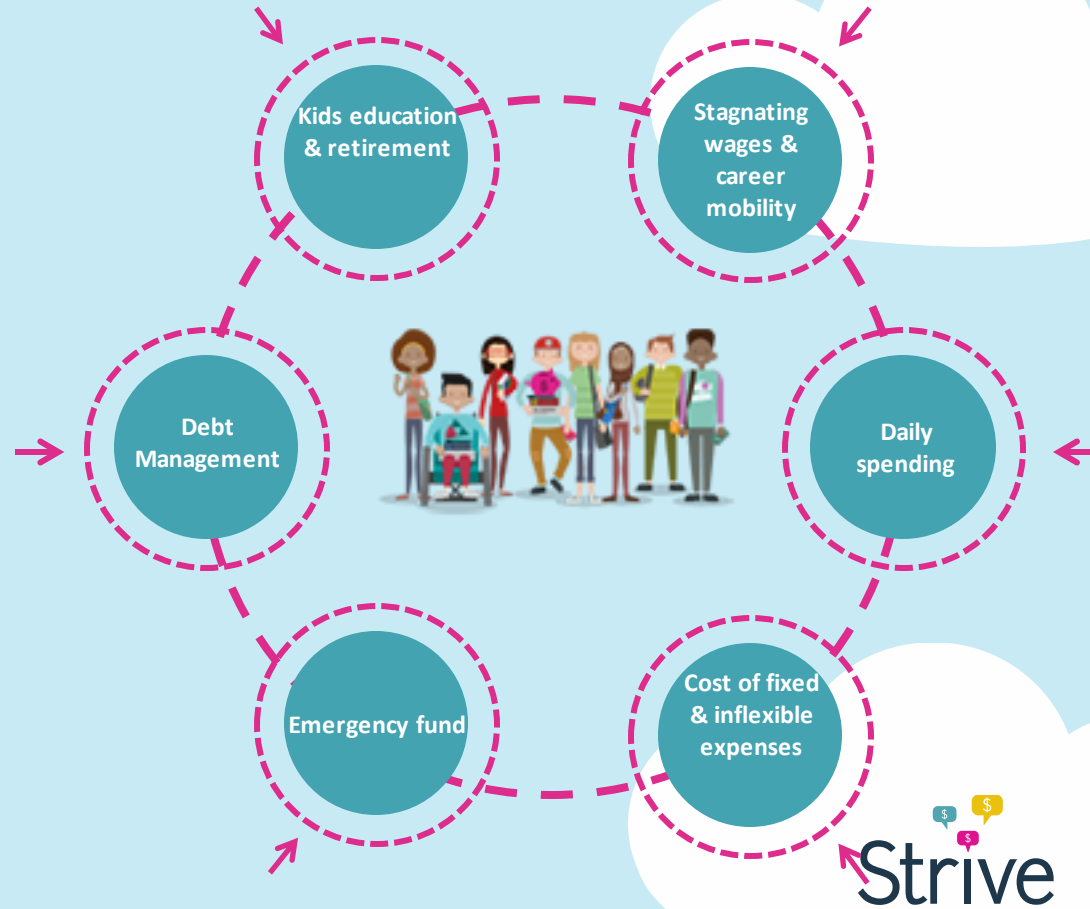 Kids education
& retirement
Stagnating
wages &
career
mobility
Debt
Management
Daily
spending
Emergency fund
Cost of fixed
& inflexible
expenses
$
$
$
Strive